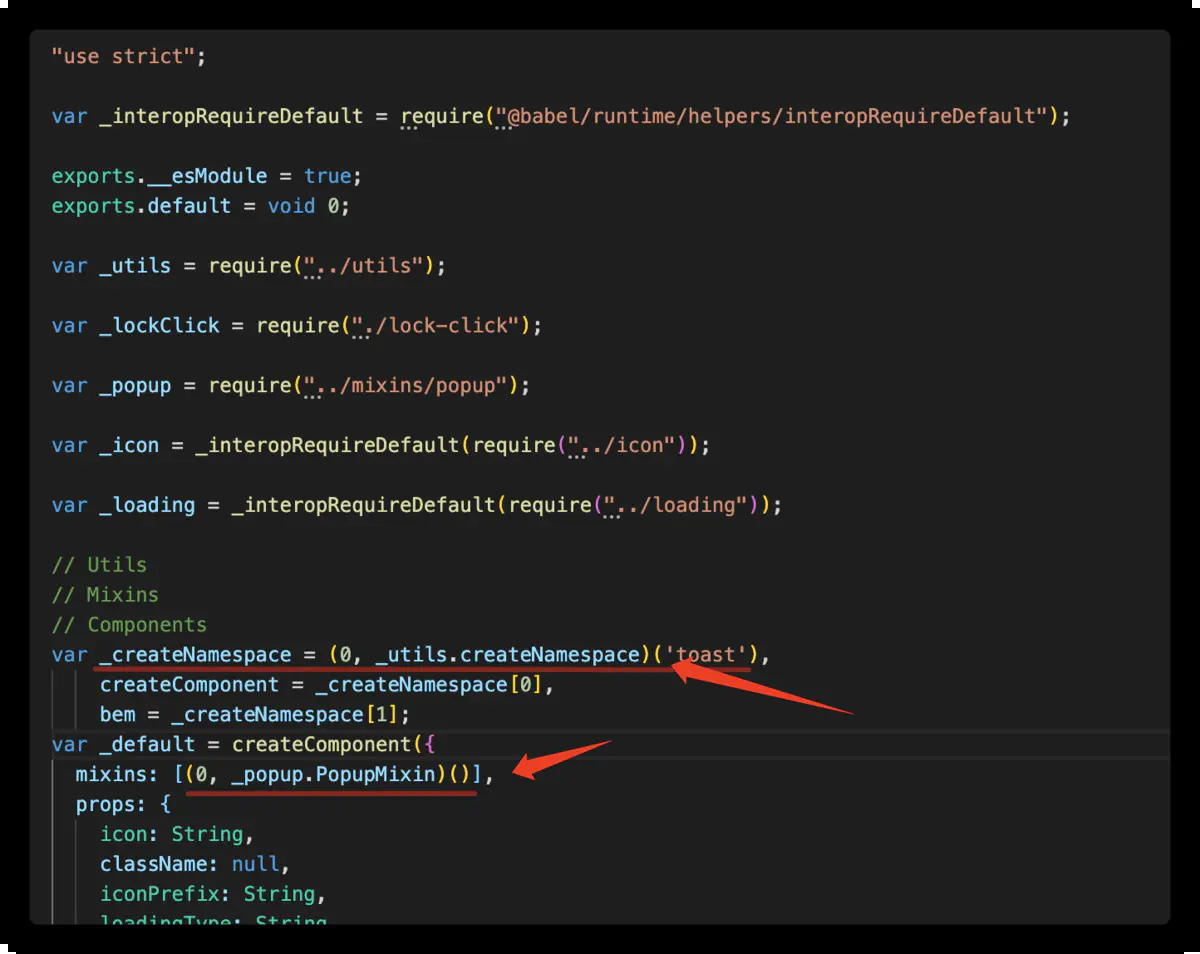 "use strict";
var _interopRequireDefault = require("@babel/runtime/helpers/interopRequireDefault");
exports.__esModule = true;
exports.default = void 0;
var _utils = require("../utils");
var _lockClick = require("./lock-click");
var _popup = require("../mixins/popup");
var _icon = _interopRequireDefault(require("../icon"));
var _loading = _interopRequireDefault(require("../loading"));
// Utils
// Mixins
// Components
var _createNamespace = (0, _utils.createNamespace)('toast'),
createComponent = _createNamespace[0],
bem = _createNamespace[1];
var _default = createComponent({
mixins: [(0, _popup.PopupMixin)()],
props: {
icon: String,
className: null,
iconPrefix: String,
loadingType: String